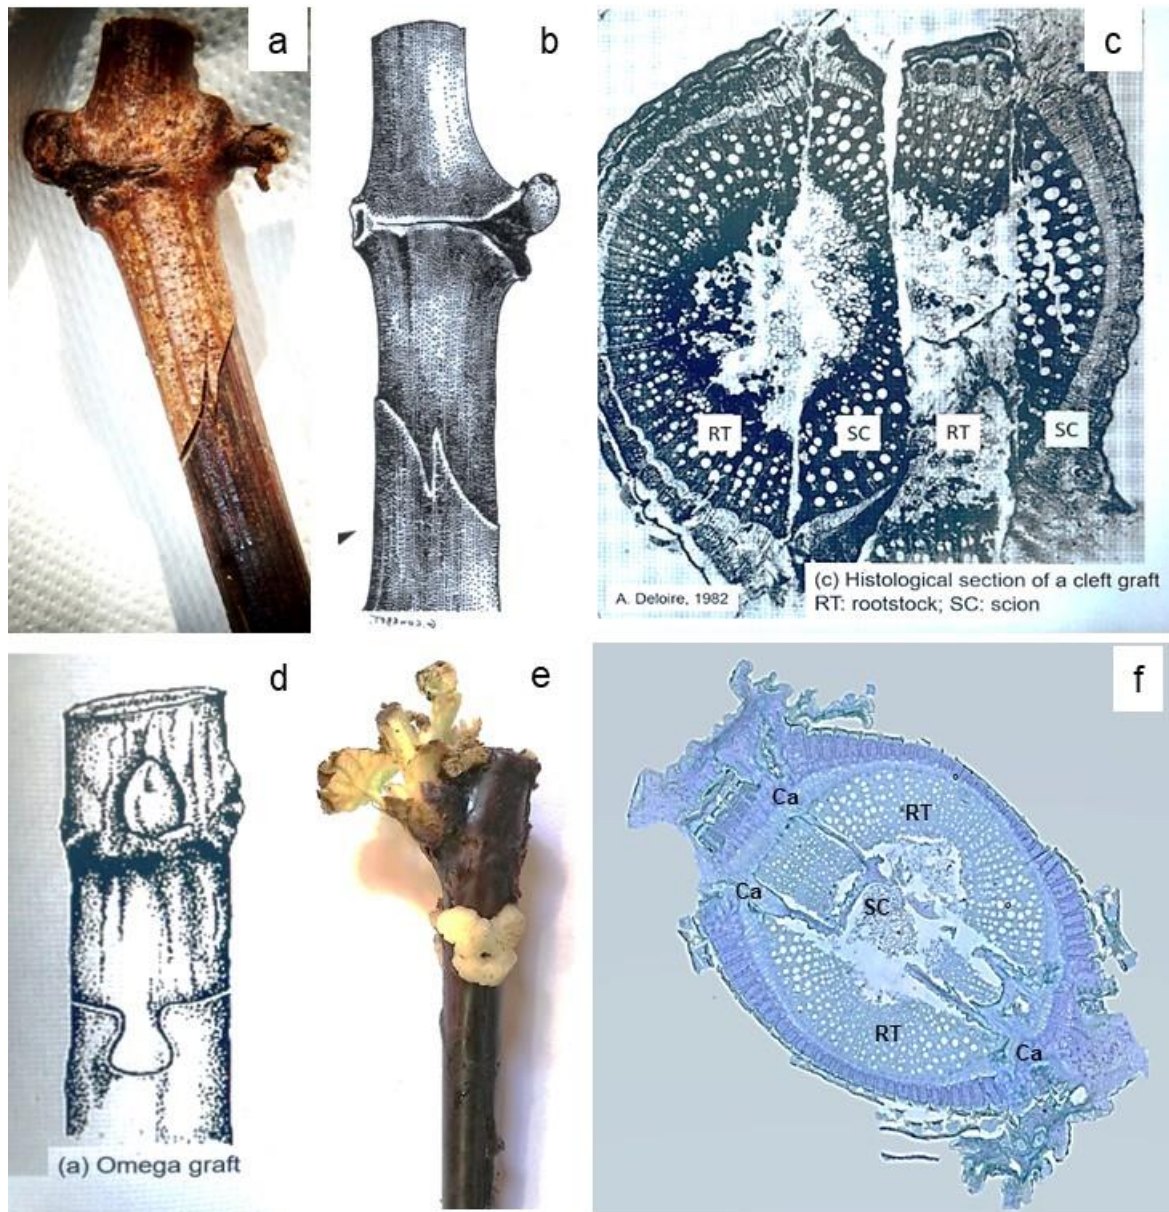 a
b
c
RT
SC
RT
SC
A. Deloire, 1982
(c) Histological section of a cleft graft
RT: rootstock; SC: scion
d
(a) Omega graft
e
f
Ca
RT
Ca
SC
RT
Ca